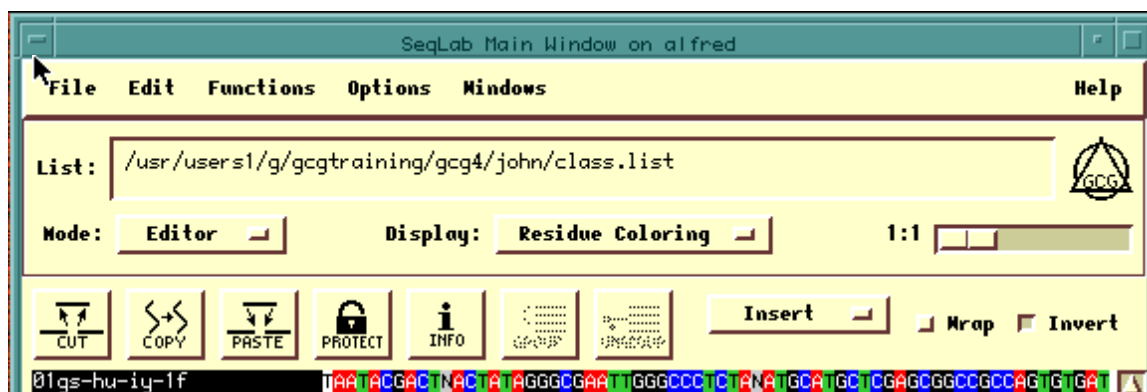 SeqLab Main Window on alfred
File Edit Functions Options Windows Help
List: /usr/users1/g/gcgtraining/gcg4/john/class.list
GCG
Mode: Editor Display: Residue Coloring 1:1
CUT COPY PASTE PROTECT INFO GROUP UNGROUP Insert Wrap Invert
01gs-hu-iy-1f TAATACGACTNACTATAGGGCGAATTGGGCCCTCTANATGCATGCTCGAGCGGCCGCCAGTGTGAT